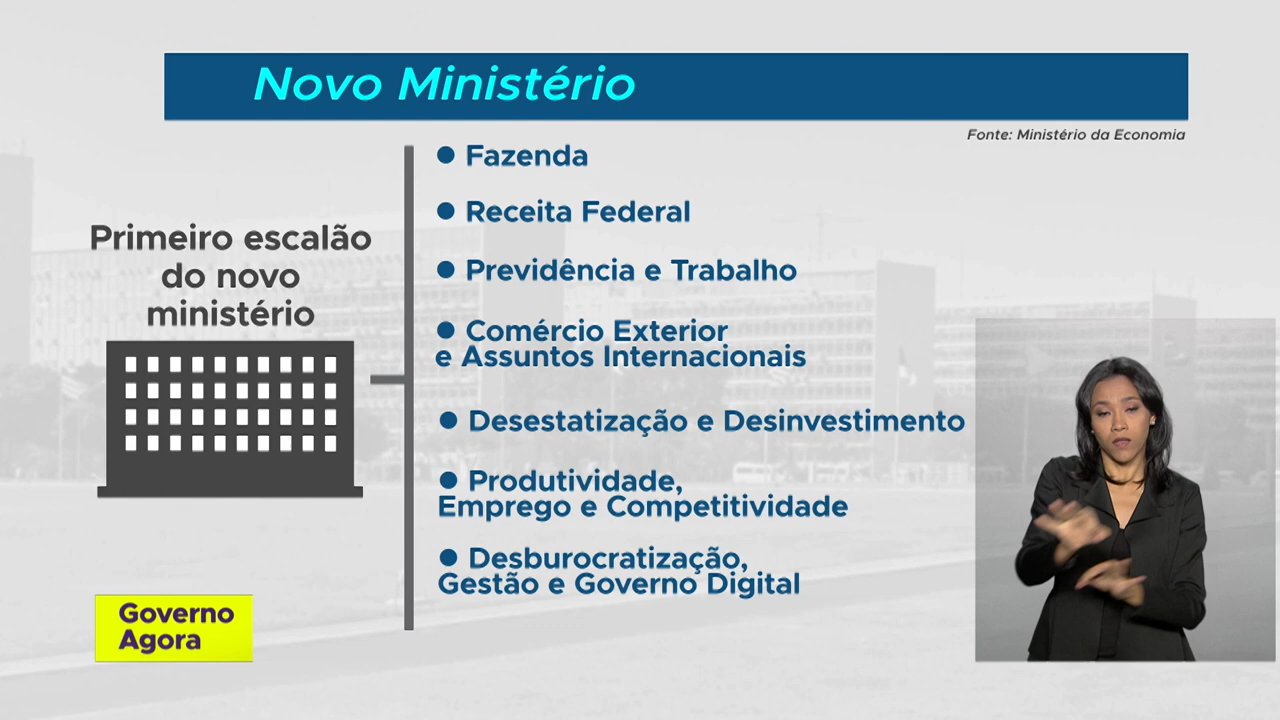 Novo Ministério
Fonte: Ministério da Economia
Primeiro escalão
do novo
ministério
● Fazenda
● Receita Federal
● Previdência e Trabalho
● Comércio Exterior
e Assuntos Internacionais
● Desestatização e Desinvestimento
● Produtividade,
Emprego e Competitividade
● Desburocratização,
Gestão e Governo Digital
Governo
Agora